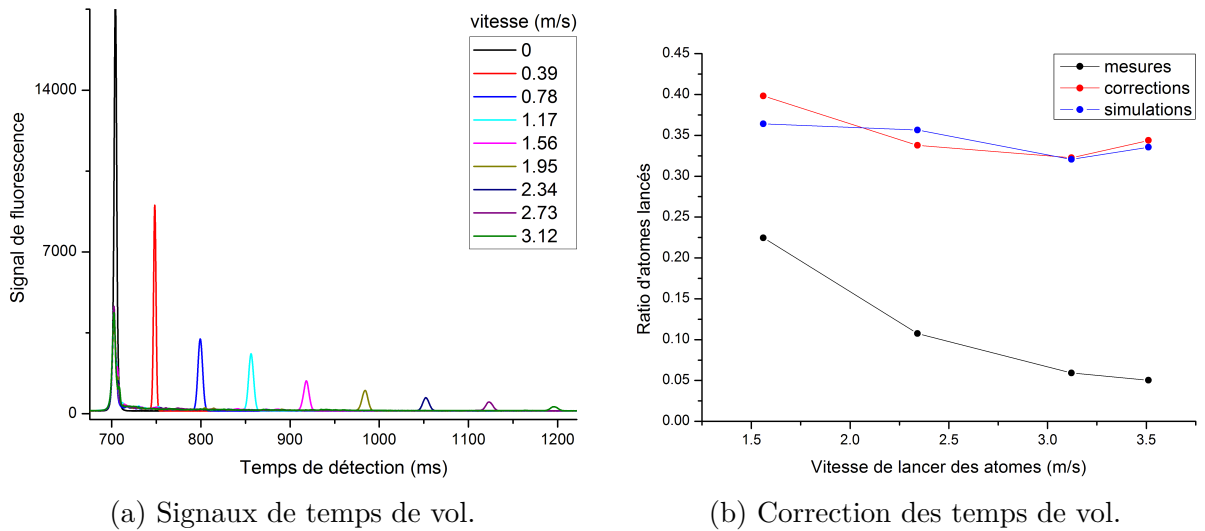 vitesse (m/s)
0
0.39
0.78
1.17
1.56
1.95
2.34
2.73
3.12
14000
7000
0
Signal de fluorescence
700 800 900 1000 1100 1200
Temps de détection (ms)
(a) Signaux de temps de vol.
mesures
corrections
simulations
0.45
0.40
0.35
0.30
0.25
0.20
0.15
0.10
0.05
0.00
Ratio d'atomes lancés
1.5 2.0 2.5 3.0 3.5
Vitesse de lancer des atomes (m/s)
(b) Correction des temps de vol.